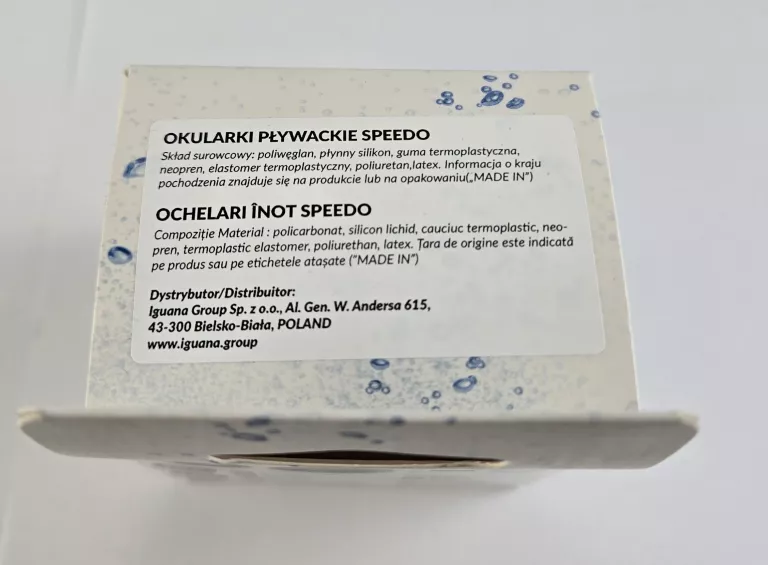 OKULARKI PŁYWACKIE SPEEDO
Skład surowcowy: poliwęglan, płynny silikon, guma termoplastyczna,
neopren, elastomer termoplastyczny, poliuretan,latex. Informacja o kraju
pochodzenia znajduje się na produkcie lub na opakowaniu(„MADE IN”)
OCHELARI ÎNOT SPEEDO
Compoziție Material : policarbonat, silicon lichid, cauciuc termoplastic, neo-
pren, termoplastic elastomer, poliurethan, latex. Țara de origine este indicată
pe produs sau pe etichetele atașate (“MADE IN”)
Dystrybutor/Distribuitor:
Iguana Group Sp. z o.o., Al. Gen. W. Andersa 615,
43-300 Bielsko-Biała, POLAND
www.iguana.group